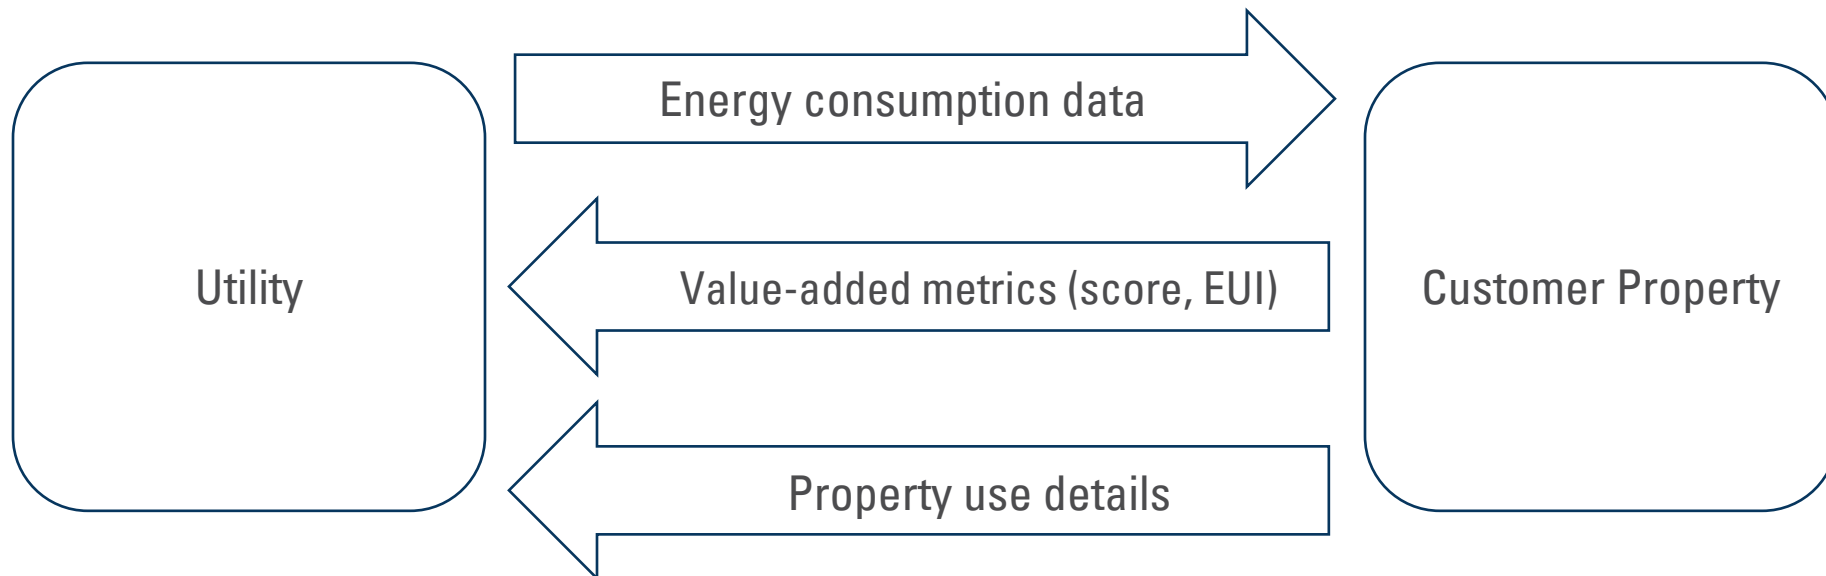 Energy consumption data
Utility
Value-added metrics (score, EUI)
Customer Property
Property use details